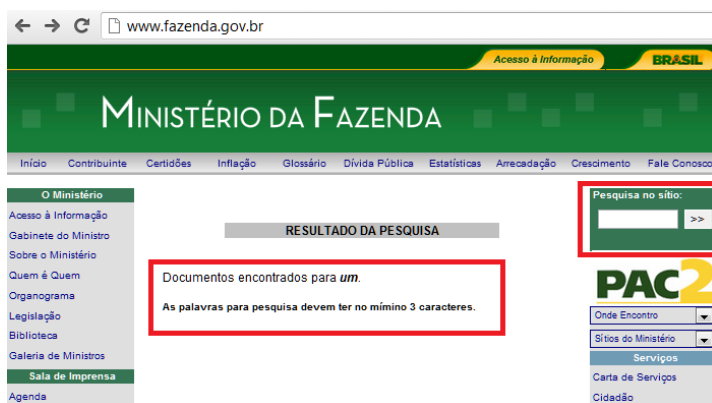 www.fazenda.gov.br
Acesso à Informação BRASIL
MINISTÉRIO DA FAZENDA
Início Contribuinte Certidões Inflação Glossário Dívida Pública Estatísticas Arrecadação Crescimento Fale Conosco
O Ministério
Acesso à Informação
Gabinete do Ministro
Sobre o Ministério
Quem é Quem
Organograma
Legislação
Biblioteca
Galeria de Ministros
Sala de Imprensa
Agenda
RESULTADO DA PESQUISA
Documentos encontrados para um.
As palavras para pesquisa devem ter no mímino 3 caracteres.
Pesquisa no sítio:
>>
PAC2
Onde Encontro
Sítios do Ministério
Serviços
Carta de Serviços
Cidadão